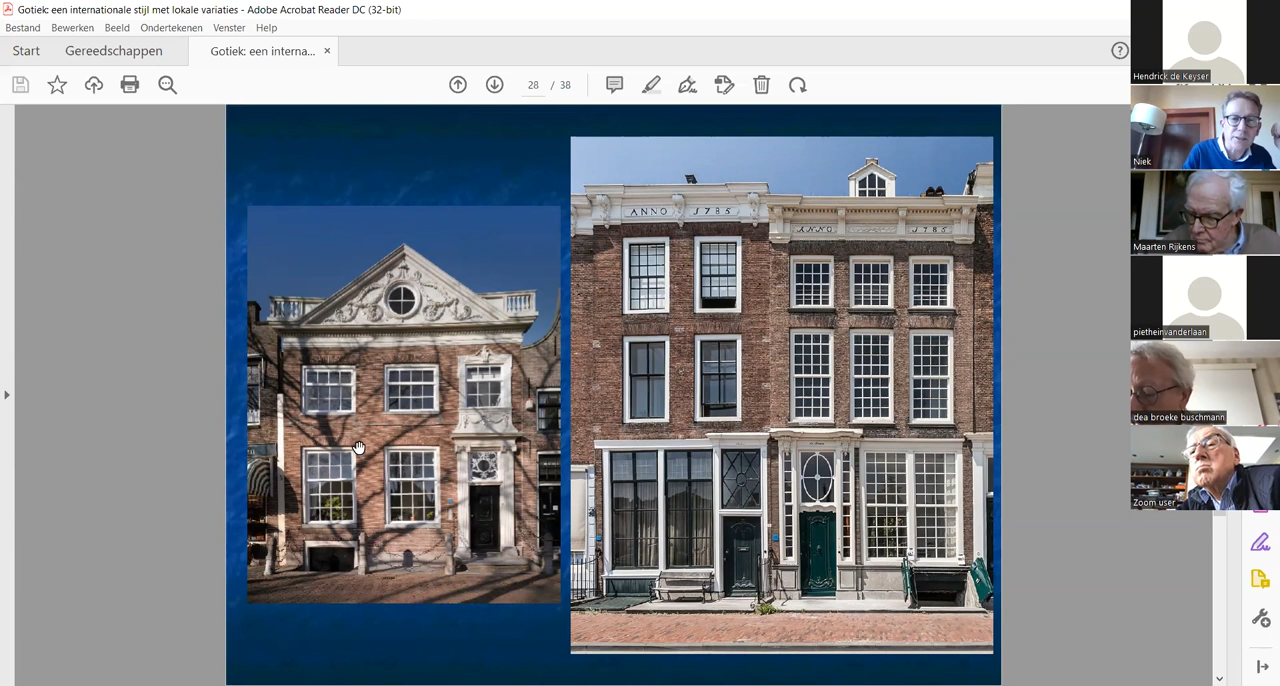 Gotiek: een internationale stijl met lokale variaties - Adobe Acrobat Reader DC (32-bit)
Bestand Bewerken Beeld Ondertekenen Venster Help
Start Gereedschappen Gotiek: een interna... ×
28 / 38
ANNO 1785
ANNO 1785
Hendrick de Keyser
Niek
Maarten Rijkens
pietheinvanderlaan
dea broeke buschmann
Zoom user